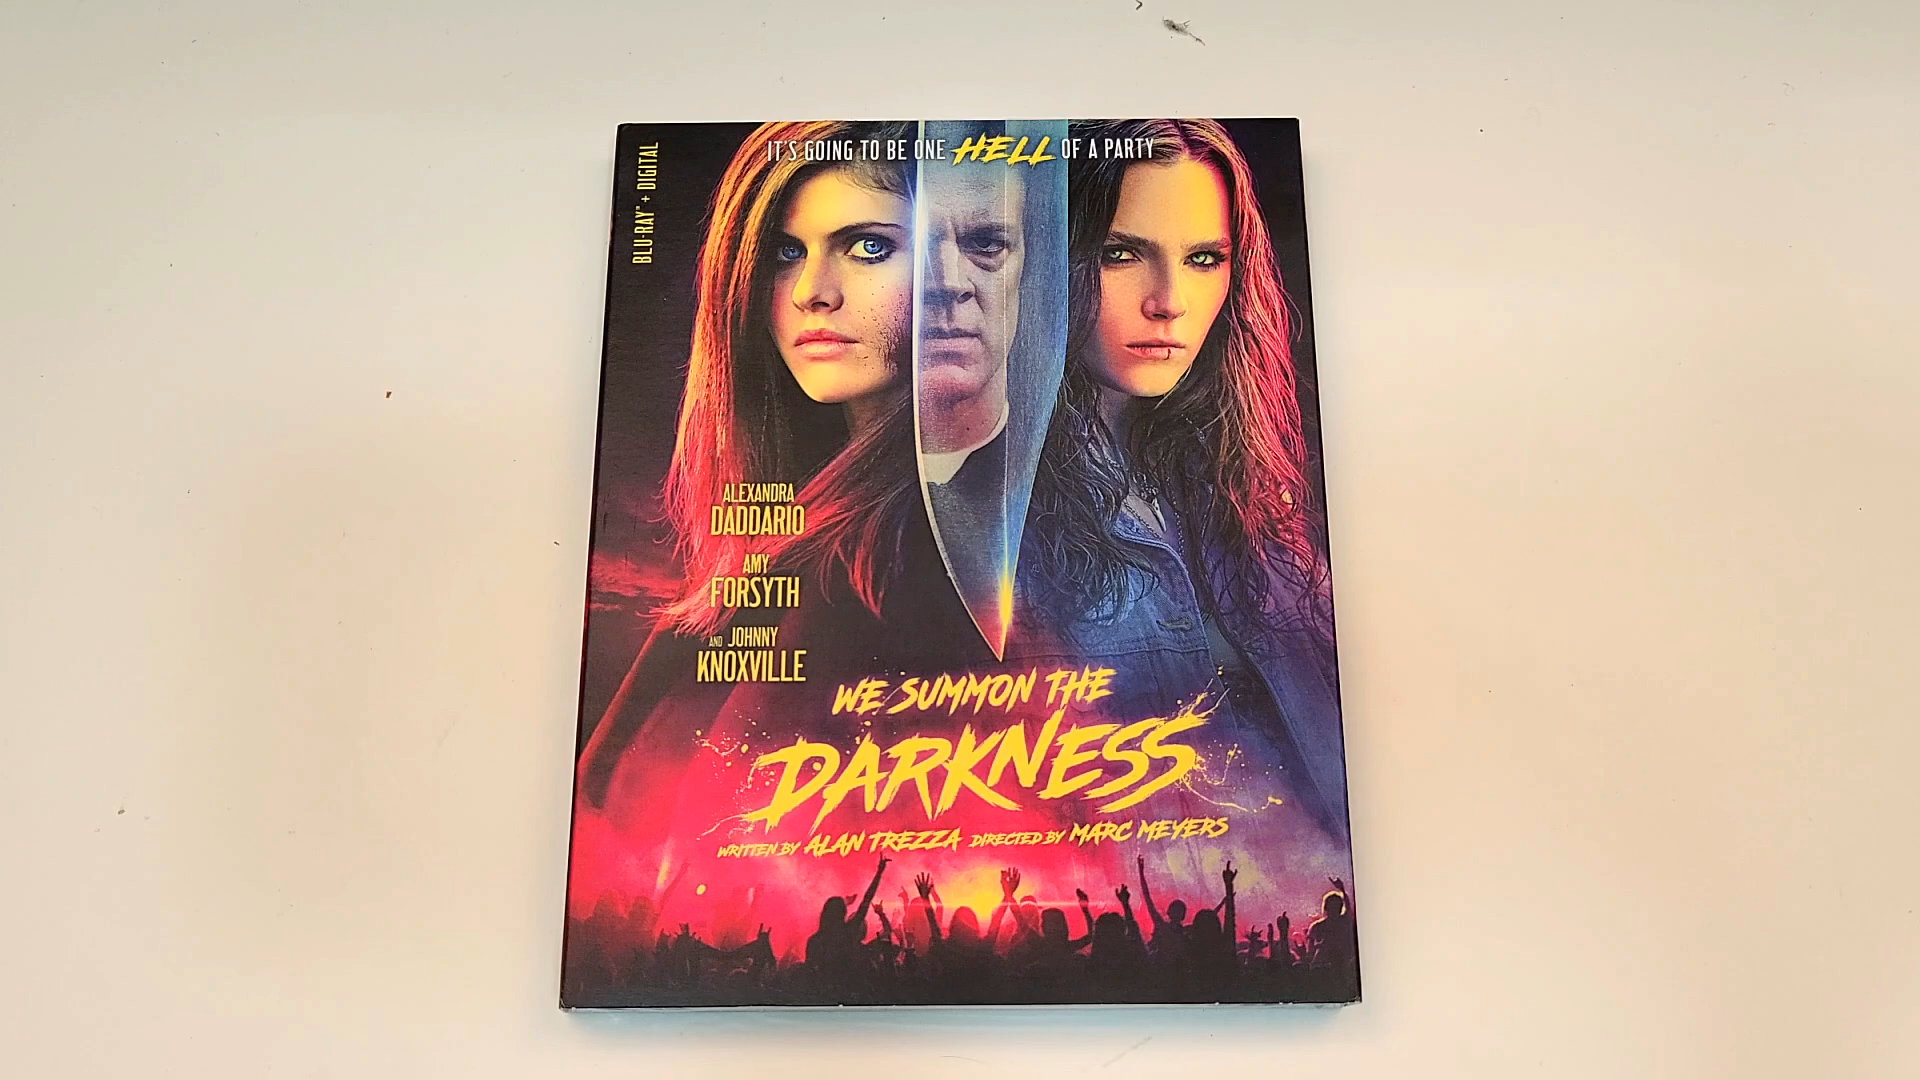 IT'S GOING TO BE ONE HELL OF A PARTY
BLU-RAY™ + DIGITAL
ALEXANDRA
DADDARIO
AMY
FORSYTH
AND JOHNNY
KNOXVILLE
WE SUMMON THE
DARKNESS
WRITTEN BY ALAN TREZZA DIRECTED BY MARC MEYERS